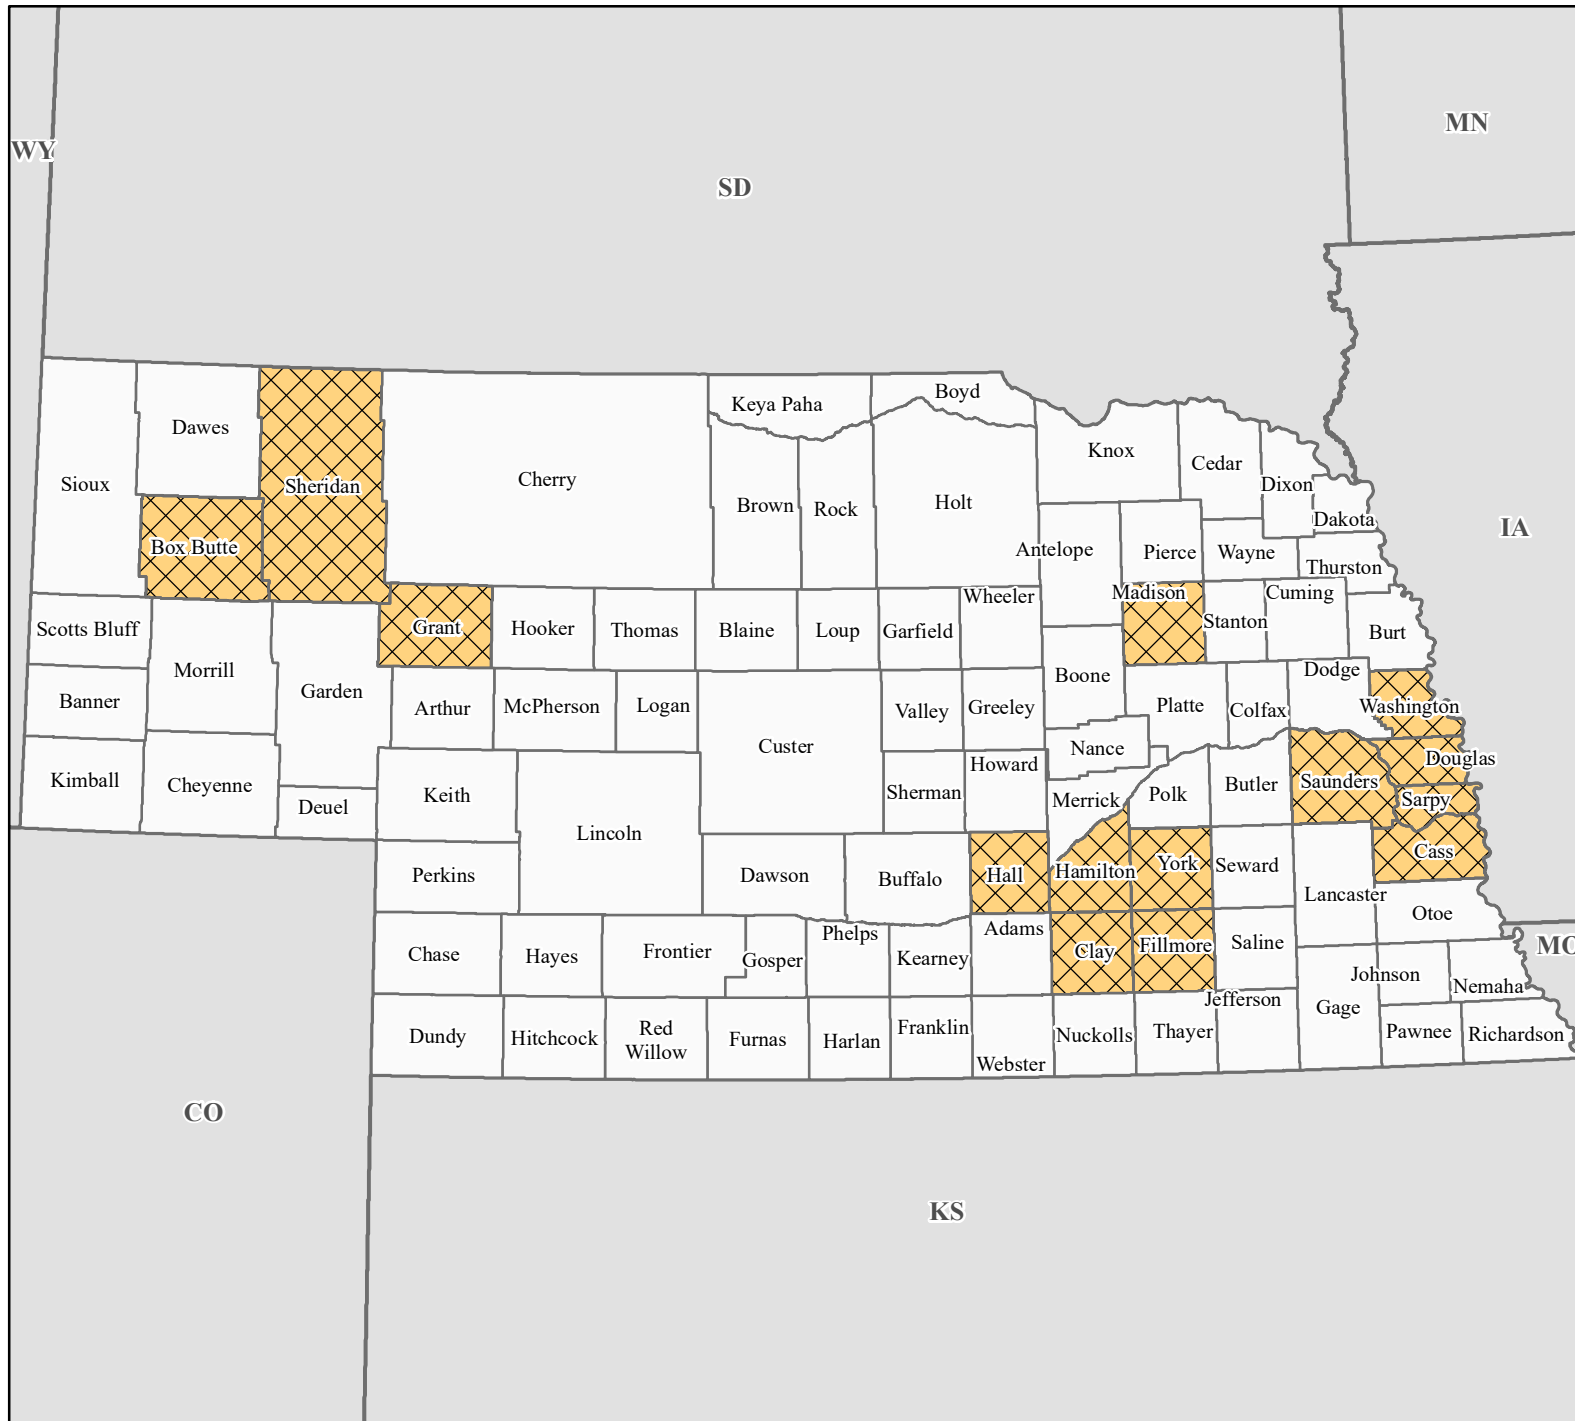 MN
WY
SD
Boyd
Keya Paha
Dawes
Knox
Cedar
Cherry
Sioux
Sheridan
Dixon
Holt
Brown
Rock
Dakota
IA
Box Butte
Antelope
Pierce
Wayne
Thurston
Madison
Cuming
Wheeler
Stanton
Scotts Bluff
Grant
Hooker
Thomas
Blaine
Loup
Garfield
Burt
Morrill
Dodge
Boone
Garden
Banner
Arthur
McPherson
Logan
Valley
Greeley
Platte
Colfax
Washington
Custer
Nance
Douglas
Howard
Kimball
Cheyenne
Keith
Sherman
Merrick
Polk
Butler
Saunders
Sarpy
Deuel
Lincoln
Cass
Perkins
Dawson
Buffalo
Hall
Hamilton
York
Seward
Lancaster
Otoe
Phelps
Adams
Chase
Hayes
Frontier
Gosper
Kearney
Clay
Fillmore
Saline
MO
Johnson
Nemaha
Jefferson
Gage
Dundy
Hitchcock
Red
Willow
Furnas
Harlan
Franklin
Webster
Nuckolls
Thayer
Pawnee
Richardson
CO
KS